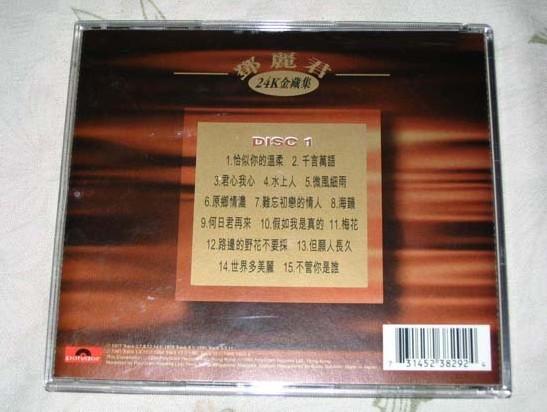 鄧麗君
24K金藏集
DISC 1
1.恰似你的溫柔 2.千言萬語
3.君心我心 4.水上人 5.微風細雨
6.原鄉情濃 7.難忘初戀的情人 8.海韻
9.何日君再來 10.假如我是真的 11.梅花
12.路邊的野花不要採 13.但願人長久
14.世界多美麗 15.不管你是誰
polydor
7 31452 38292 4